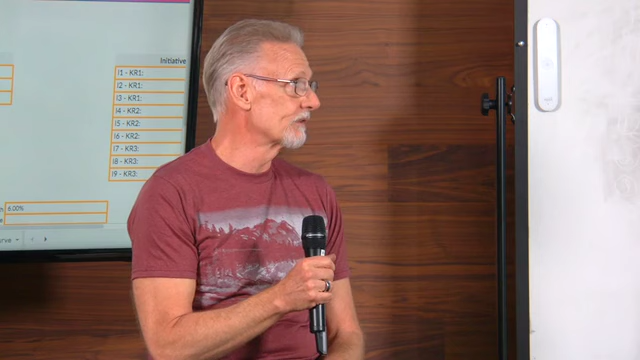 Initiative
I1 - KR1:
I2 - KR1:
I3 - KR1:
I4 - KR2:
I5 - KR2:
I6 - KR2:
I7 - KR3:
I8 - KR3:
I9 - KR3:
6.00%